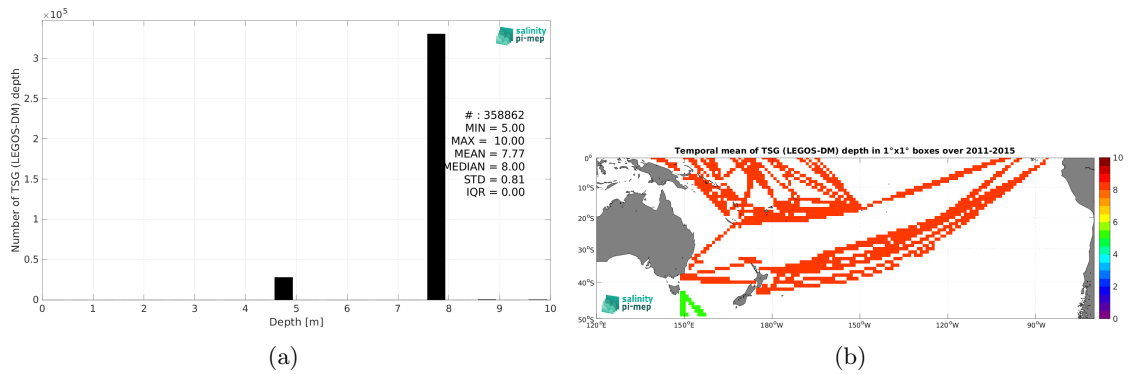 ×10⁵
salinity
pi-mep
3
2.5
2
1.5
1
0.5
0
Number of TSG (LEGOS-DM) depth
# : 358862
MIN = 5.00
MAX = 10.00
MEAN = 7.77
MEDIAN = 8.00
STD = 0.81
IQR = 0.00
0 1 2 3 4 5 6 7 8 9 10
Depth [m]
(a)
Temporal mean of TSG (LEGOS-DM) depth in 1°x1° boxes over 2011-2015
0°
10°S
20°S
30°S
40°S
50°S
120°E 150°E 180°W 150°W 120°W 90°W
salinity
pi-mep
10
8
6
4
2
0
(b)